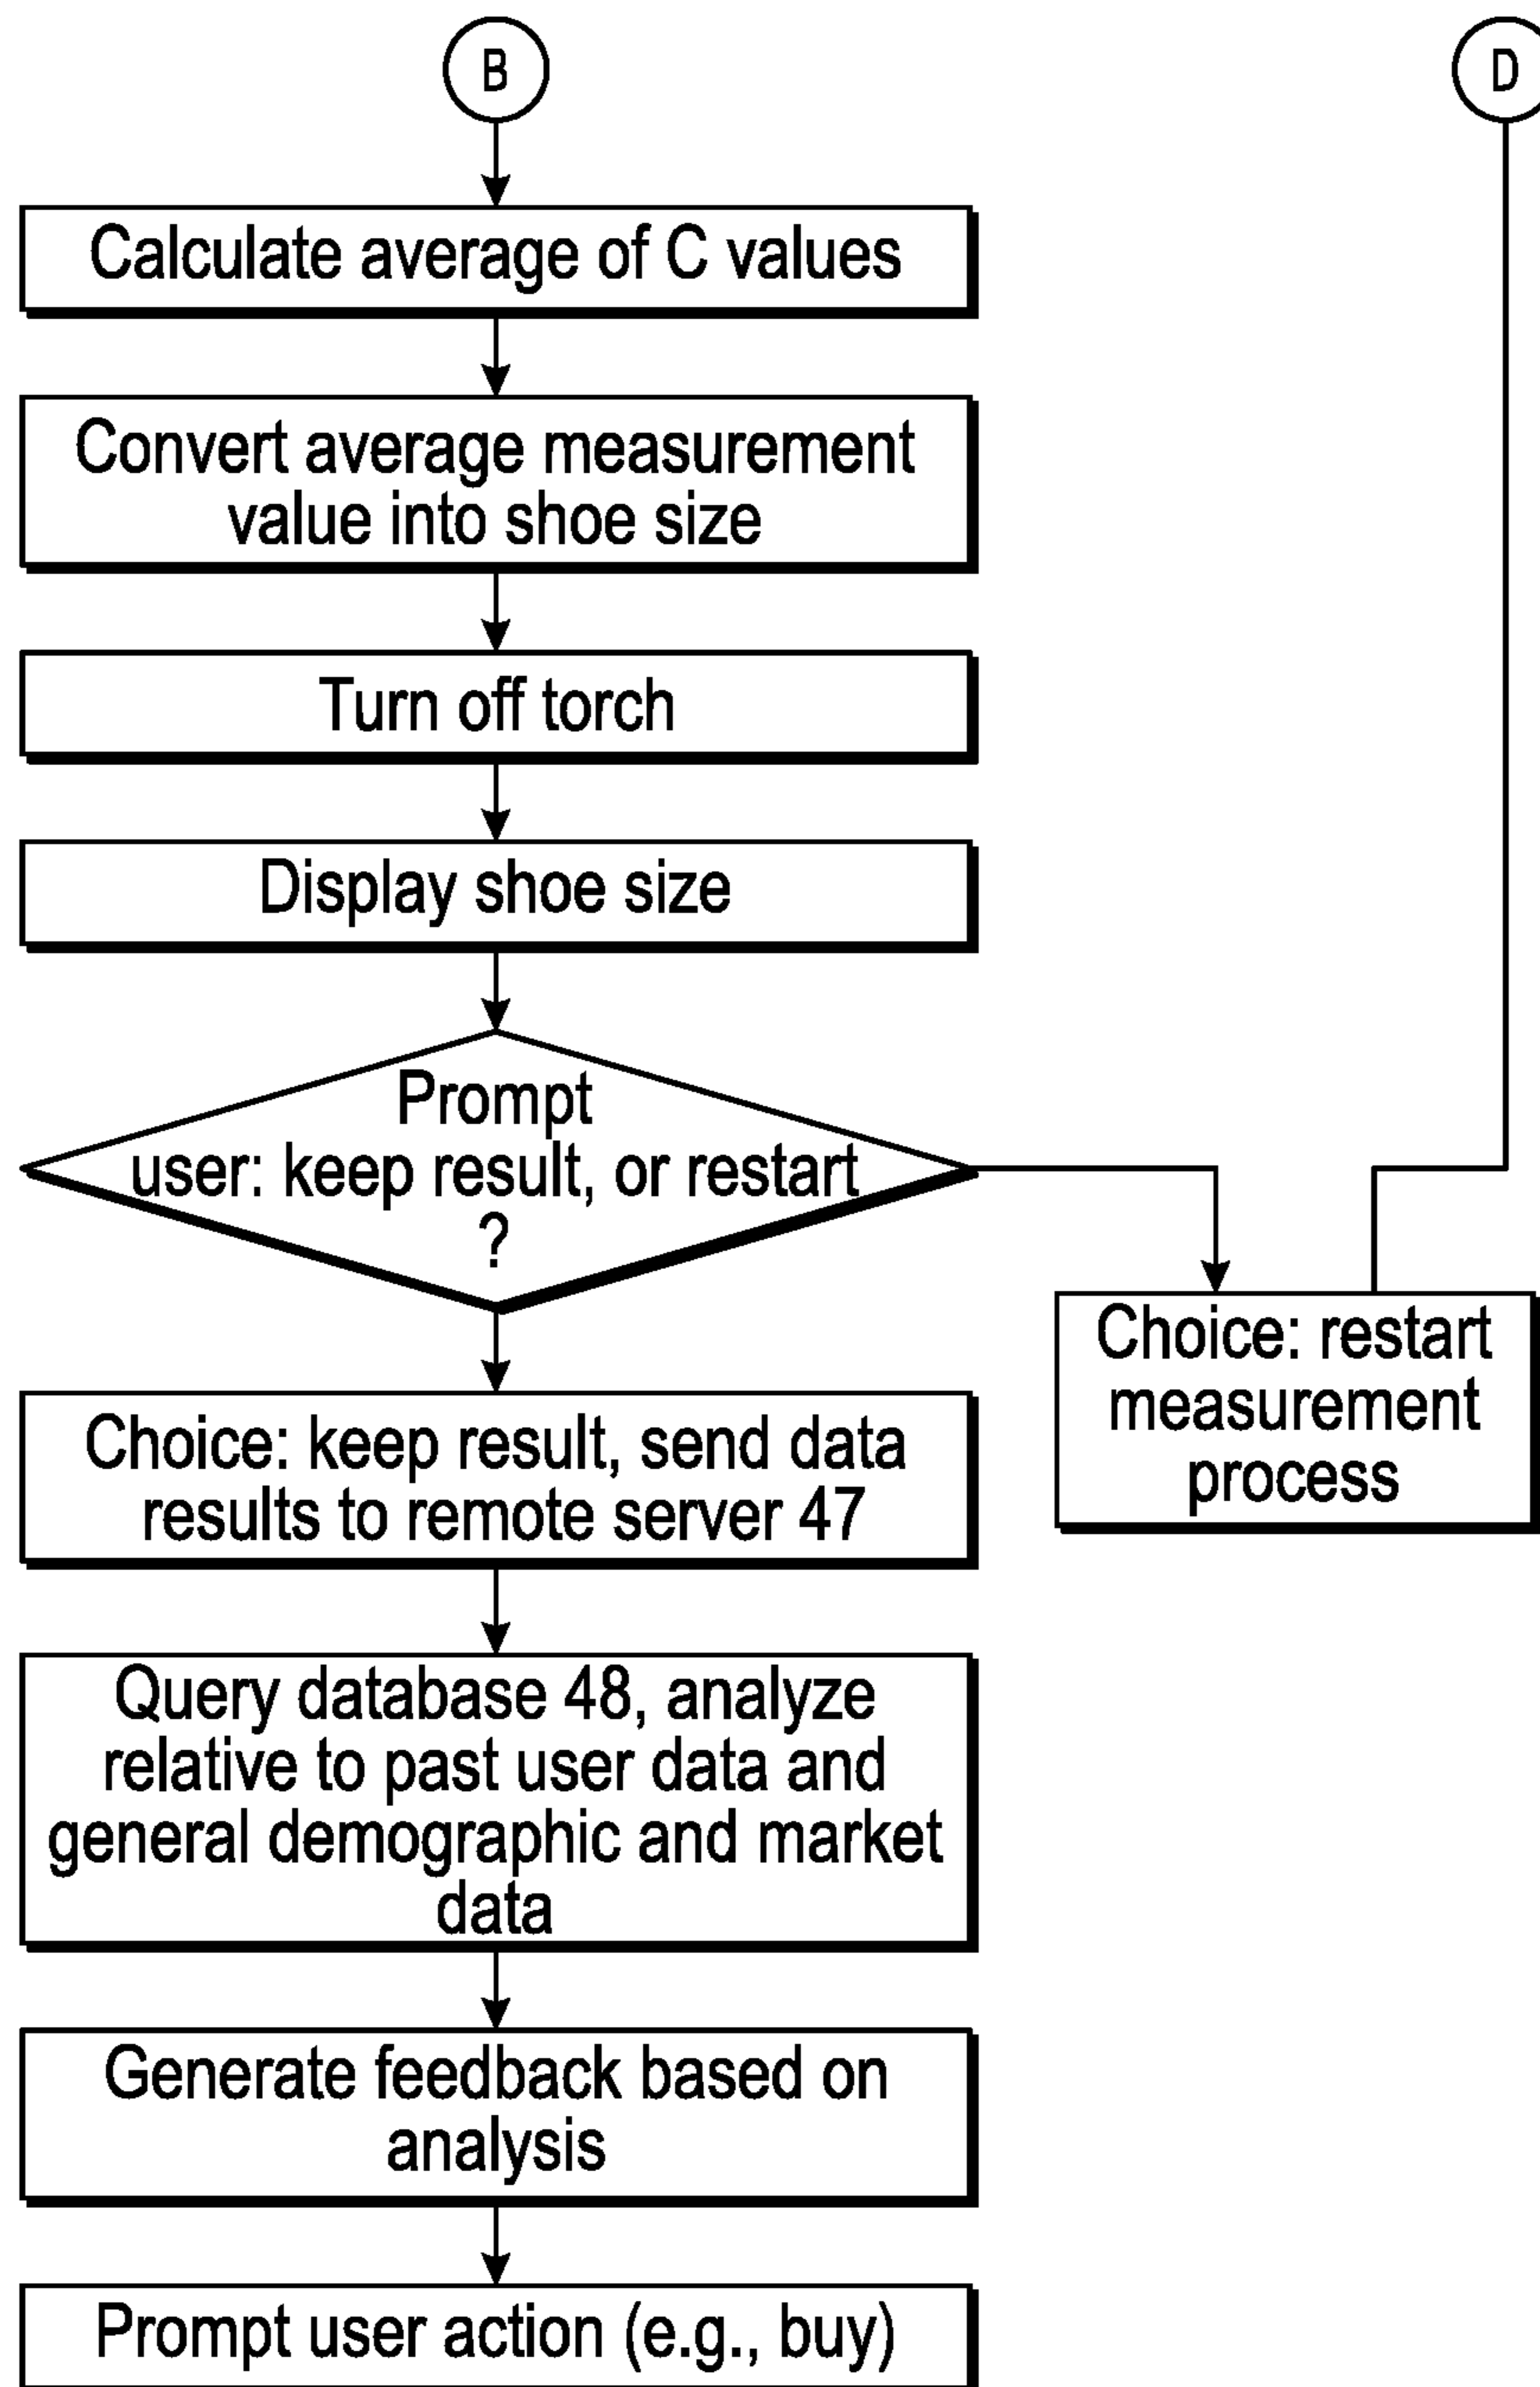 B
D
Calculate average of C values
Convert average measurement
value into shoe size
Turn off torch
Display shoe size
Prompt
user: keep result, or restart
?
Choice: restart
measurement
process
Choice: keep result, send data
results to remote server 47
Query database 48, analyze
relative to past user data and
general demographic and market
data
Generate feedback based on
analysis
Prompt user action (e.g., buy)